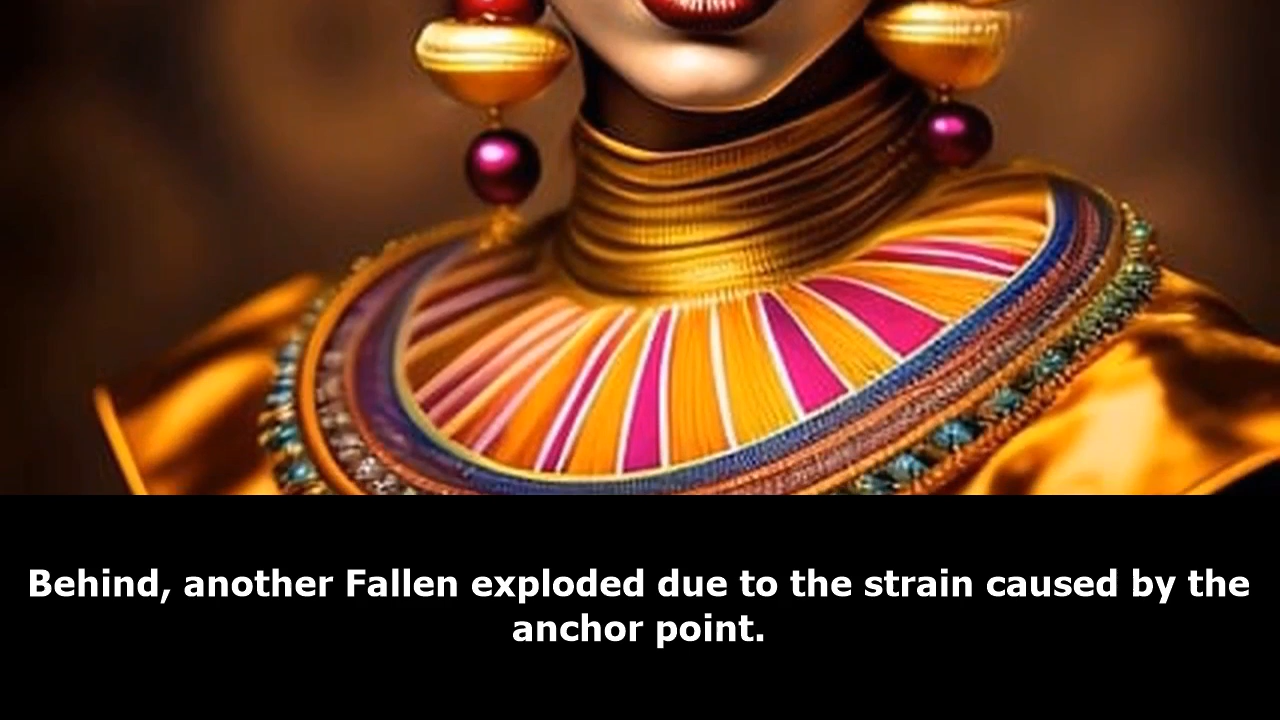 Behind, another Fallen exploded due to the strain caused by the
anchor point.